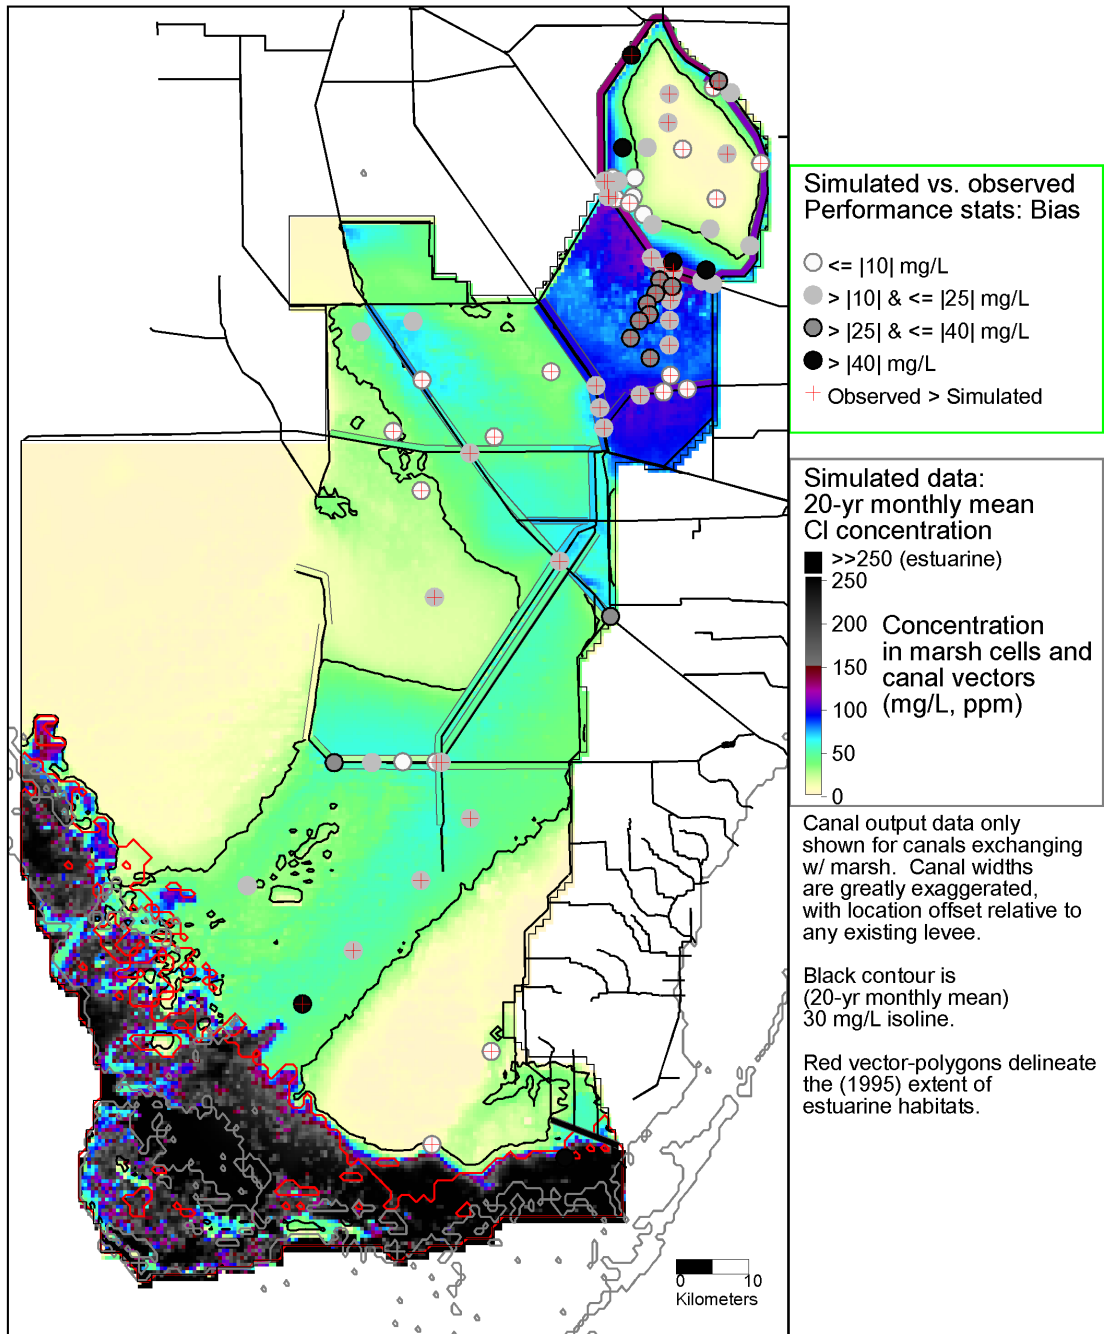 Simulated vs. observed
Performance stats: Bias
<= |10| mg/L
> |10| & <= |25| mg/L
> |25| & <= |40| mg/L
> |40| mg/L
Observed > Simulated
Simulated data:
20-yr monthly mean
Cl concentration
>>250 (estuarine)
250
200
150
100
50
0
Concentration
in marsh cells and
canal vectors
(mg/L, ppm)
Canal output data only
shown for canals exchanging
w/ marsh. Canal widths
are greatly exaggerated,
with location offset relative to
any existing levee.
Black contour is
(20-yr monthly mean)
30 mg/L isoline.
Red vector-polygons delineate
the (1995) extent of
estuarine habitats.
0 10
Kilometers